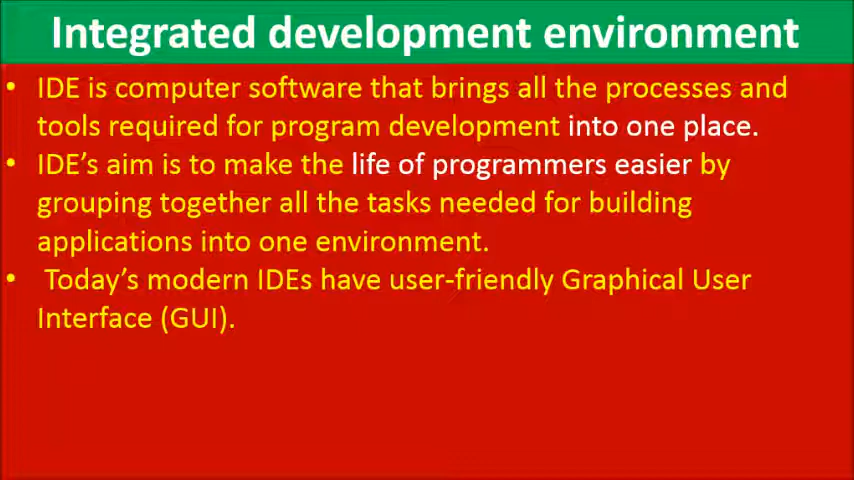 Integrated development environment
• IDE is computer software that brings all the processes and
tools required for program development into one place.
• IDE's aim is to make the life of programmers easier by
grouping together all the tasks needed for building
applications into one environment.
• Today's modern IDEs have user-friendly Graphical User
Interface (GUI).